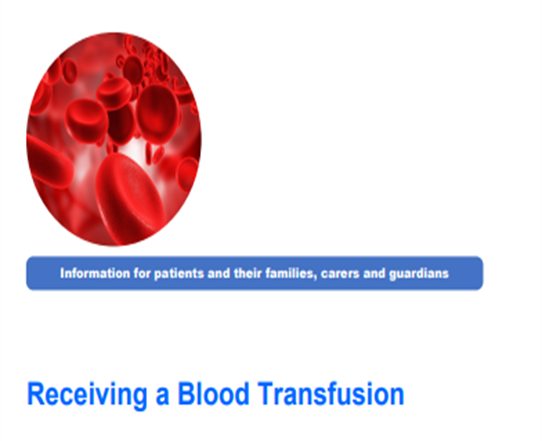 Information for patients and their families, carers and guardians
Receiving a Blood Transfusion